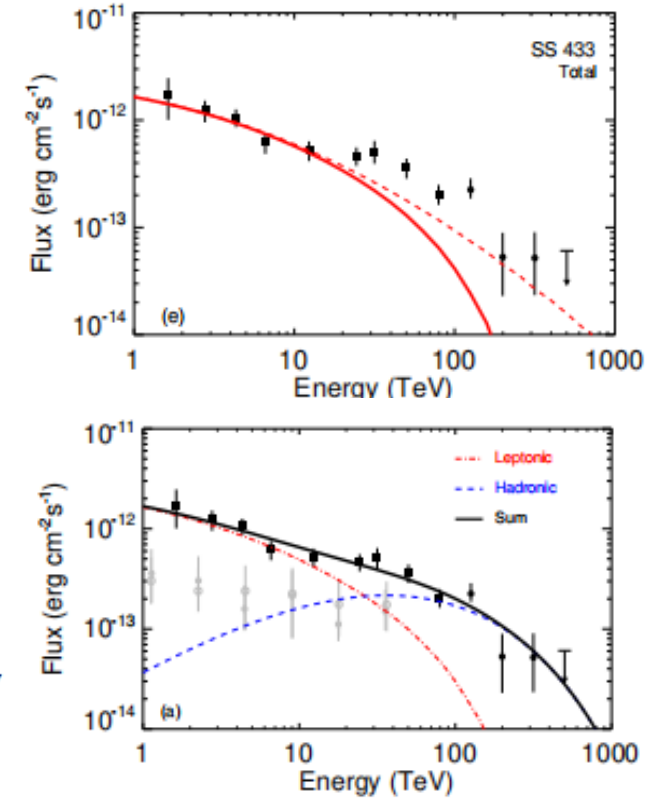 10⁻¹¹
SS 433
Total
10⁻¹²
10⁻¹³
10⁻¹⁴
Flux (erg cm⁻²s⁻¹)
(e)
1 10 100 1000
Energy (TeV)
10⁻¹¹
Leptonic
Hadronic
Sum
10⁻¹²
10⁻¹³
10⁻¹⁴
Flux (erg cm⁻²s⁻¹)
(a)
1 10 100 1000
Energy (TeV)